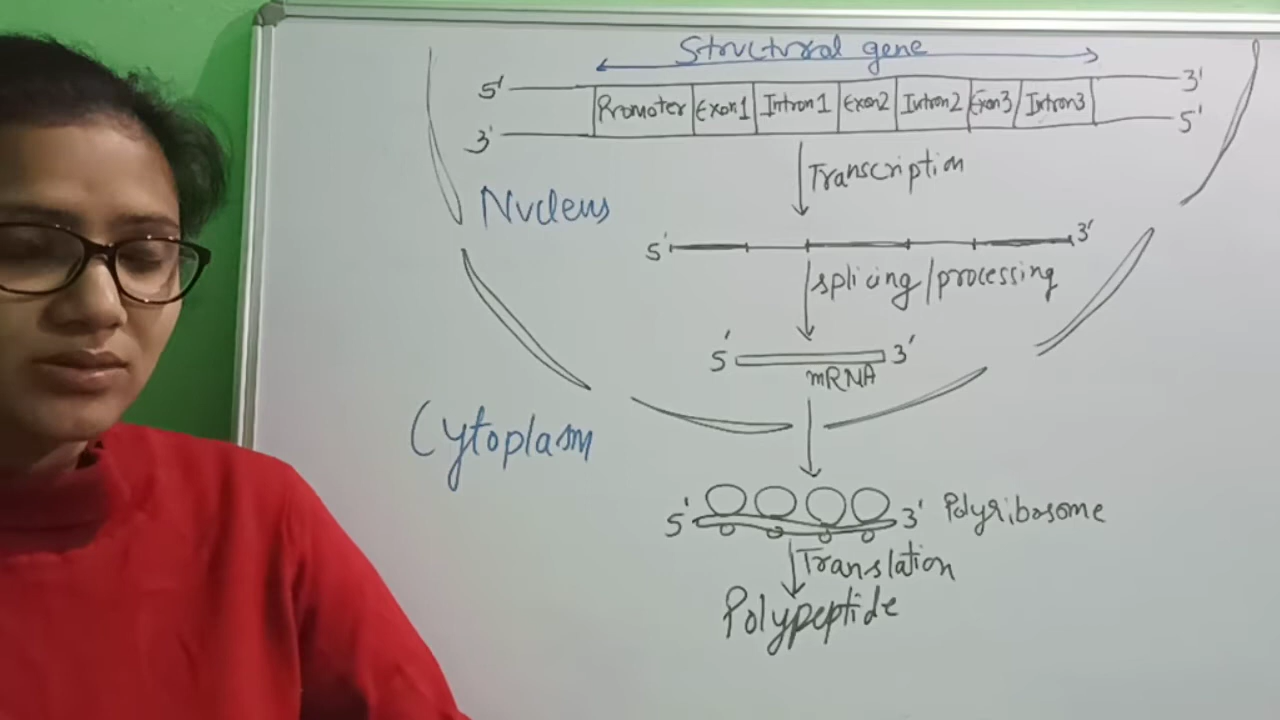 Structural gene
5' 3'
Promoter Exon1 Intron1 Exon2 Intron2 Exon3 Intron3
3' 5'
Transcription
Nucleus
5' 3'
splicing/processing
5' 3'
mRNA
Cytoplasm
5' 3' Polyribosome
Translation
Polypeptide